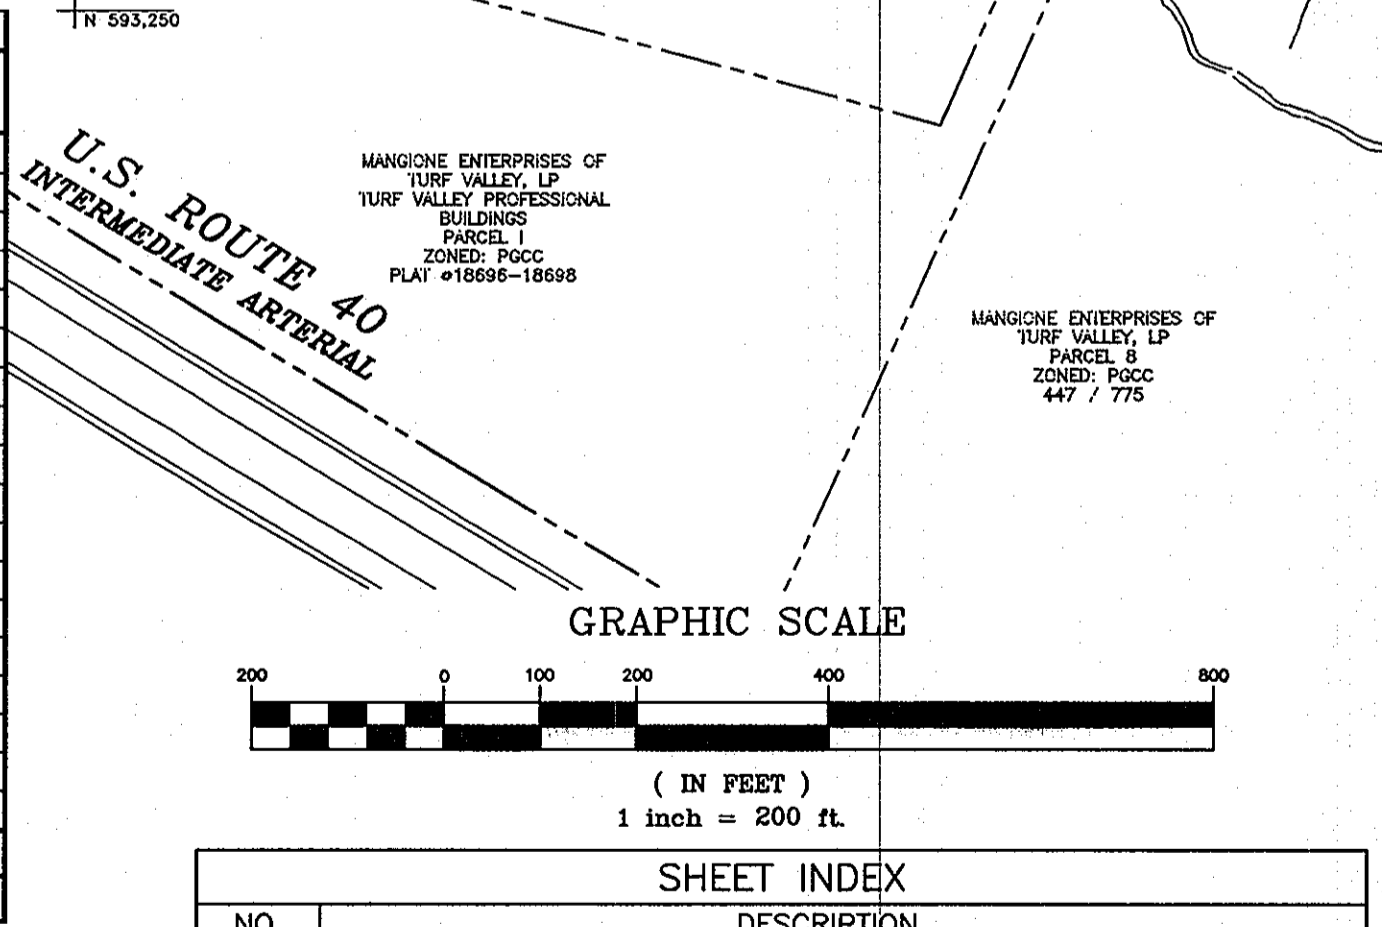 N 593,250
U.S. ROUTE 40
INTERMEDIATE ARTERIAL
MANGIONE ENTERPRISES OF
TURF VALLEY, LP
TURF VALLEY PROFESSIONAL
BUILDINGS
PARCEL I
ZONED: PGCC
PLAT #18696-18698
MANGIONE ENTERPRISES OF
TURF VALLEY, LP
PARCEL 8
ZONED: PGCC
447 / 775
GRAPHIC SCALE
200 0 100 200 400 800
( IN FEET )
1 inch = 200 ft.
SHEET INDEX
NO. DESCRIPTION